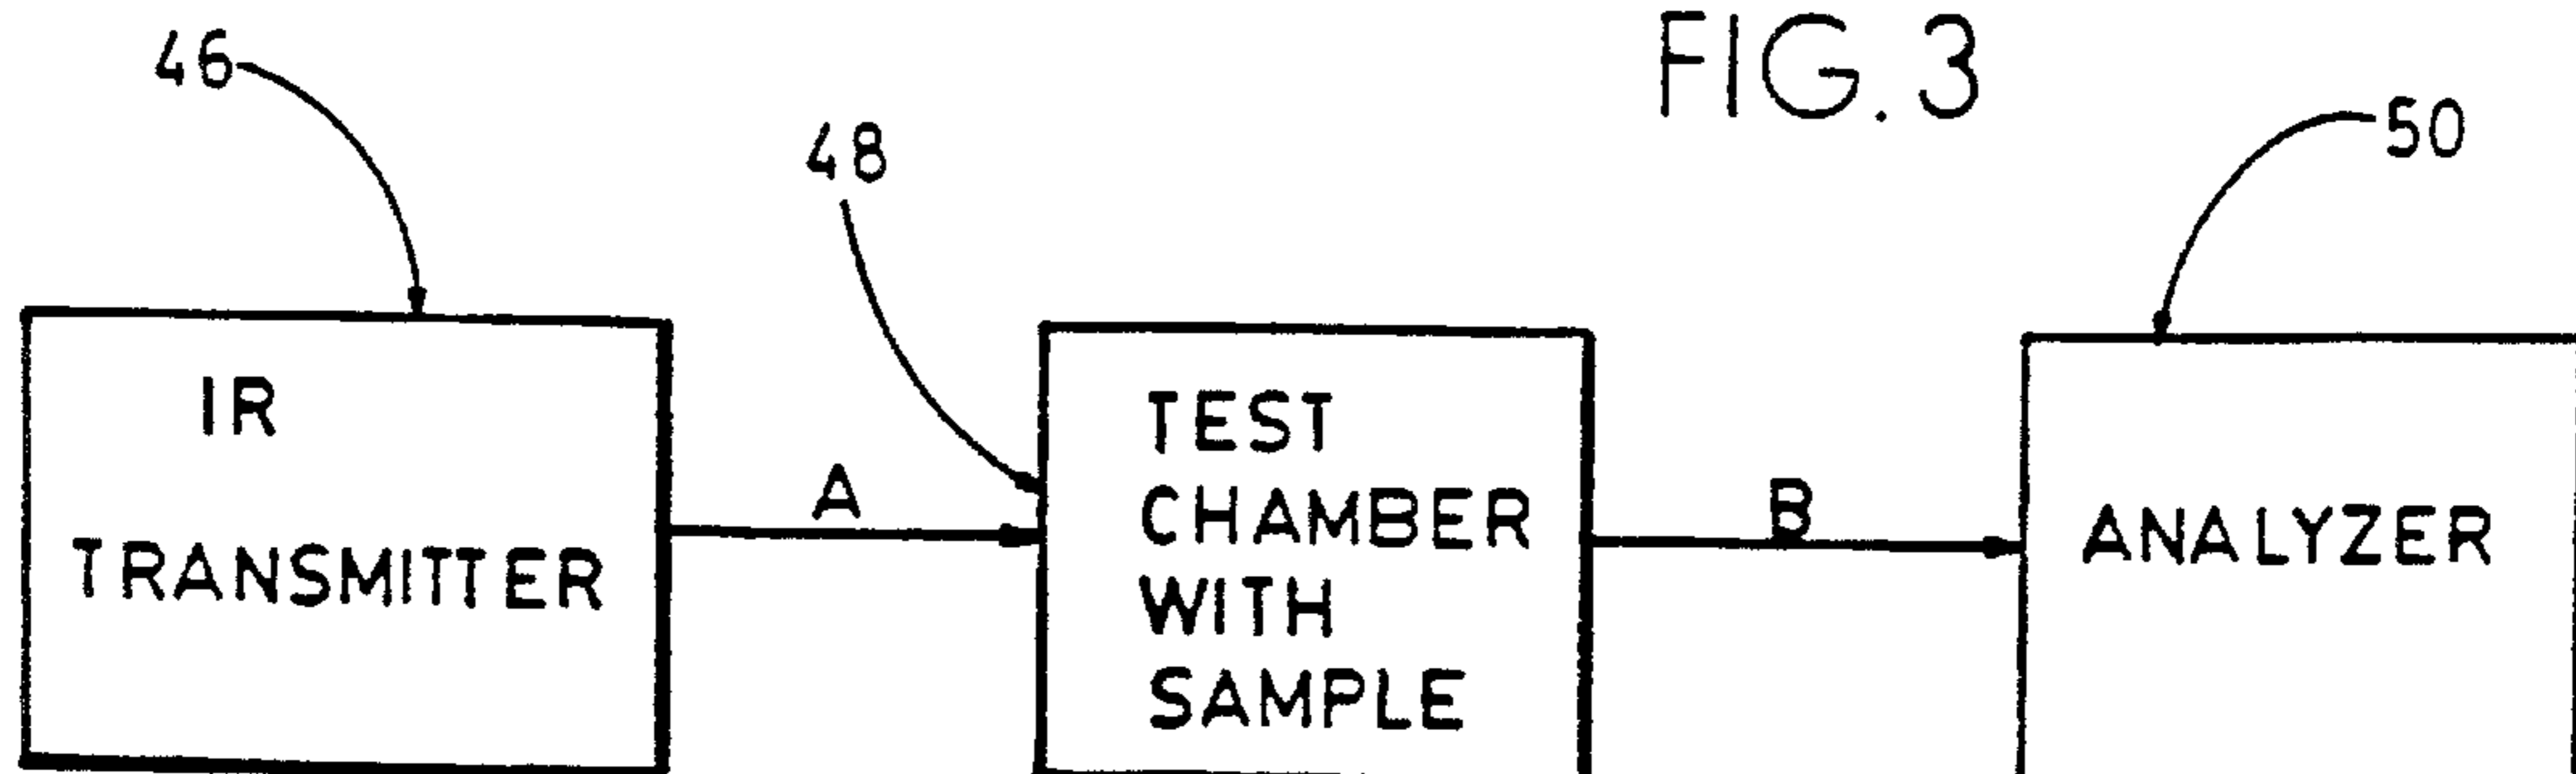 FIG. 3
46
48
50
IR
TRANSMITTER
A
TEST
CHAMBER
WITH
SAMPLE
B
ANALYZER